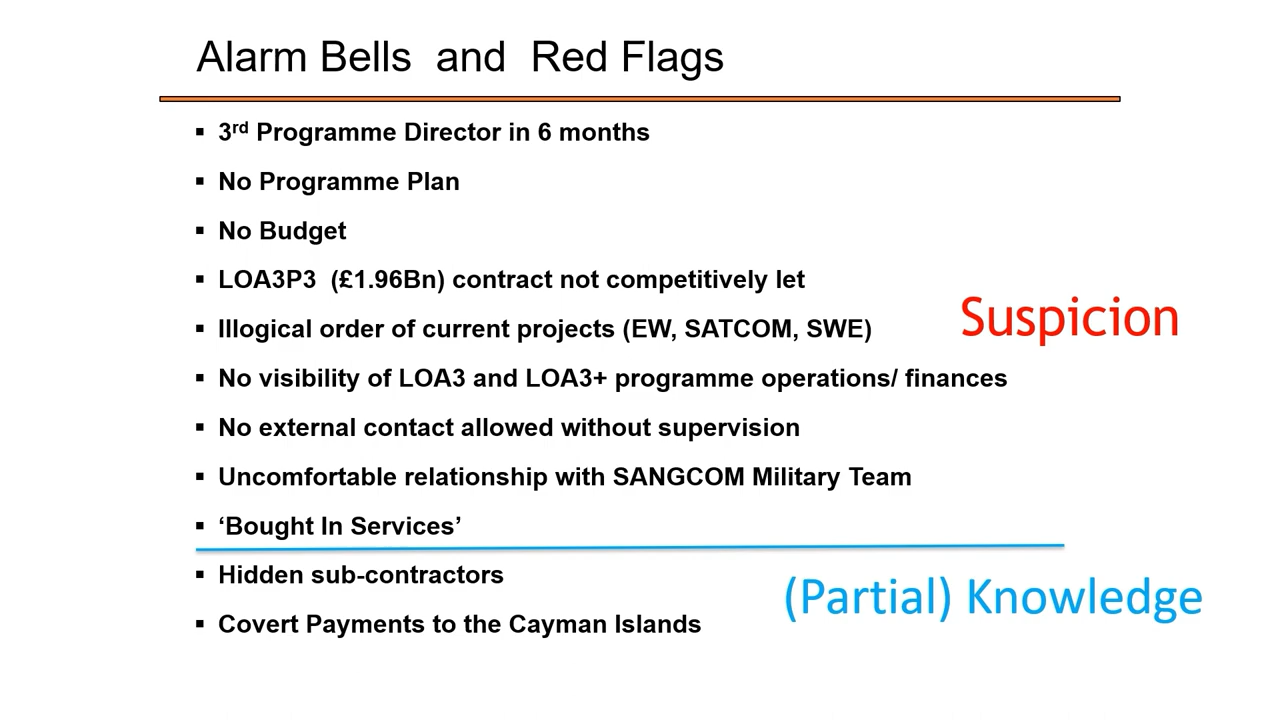 Alarm Bells and Red Flags
▪ 3rd Programme Director in 6 months
▪ No Programme Plan
▪ No Budget
▪ LOA3P3 (£1.96Bn) contract not competitively let
▪ Illogical order of current projects (EW, SATCOM, SWE)
Suspicion
▪ No visibility of LOA3 and LOA3+ programme operations/ finances
▪ No external contact allowed without supervision
▪ Uncomfortable relationship with SANGCOM Military Team
▪ ‘Bought In Services’
▪ Hidden sub-contractors
(Partial) Knowledge
▪ Covert Payments to the Cayman Islands